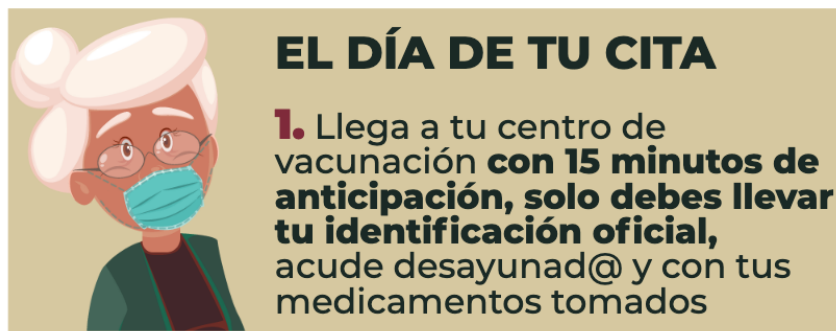 EL DÍA DE TU CITA
1. Llega a tu centro de
vacunación con 15 minutos de
anticipación, solo debes llevar
tu identificación oficial,
acude desayunad@ y con tus
medicamentos tomados